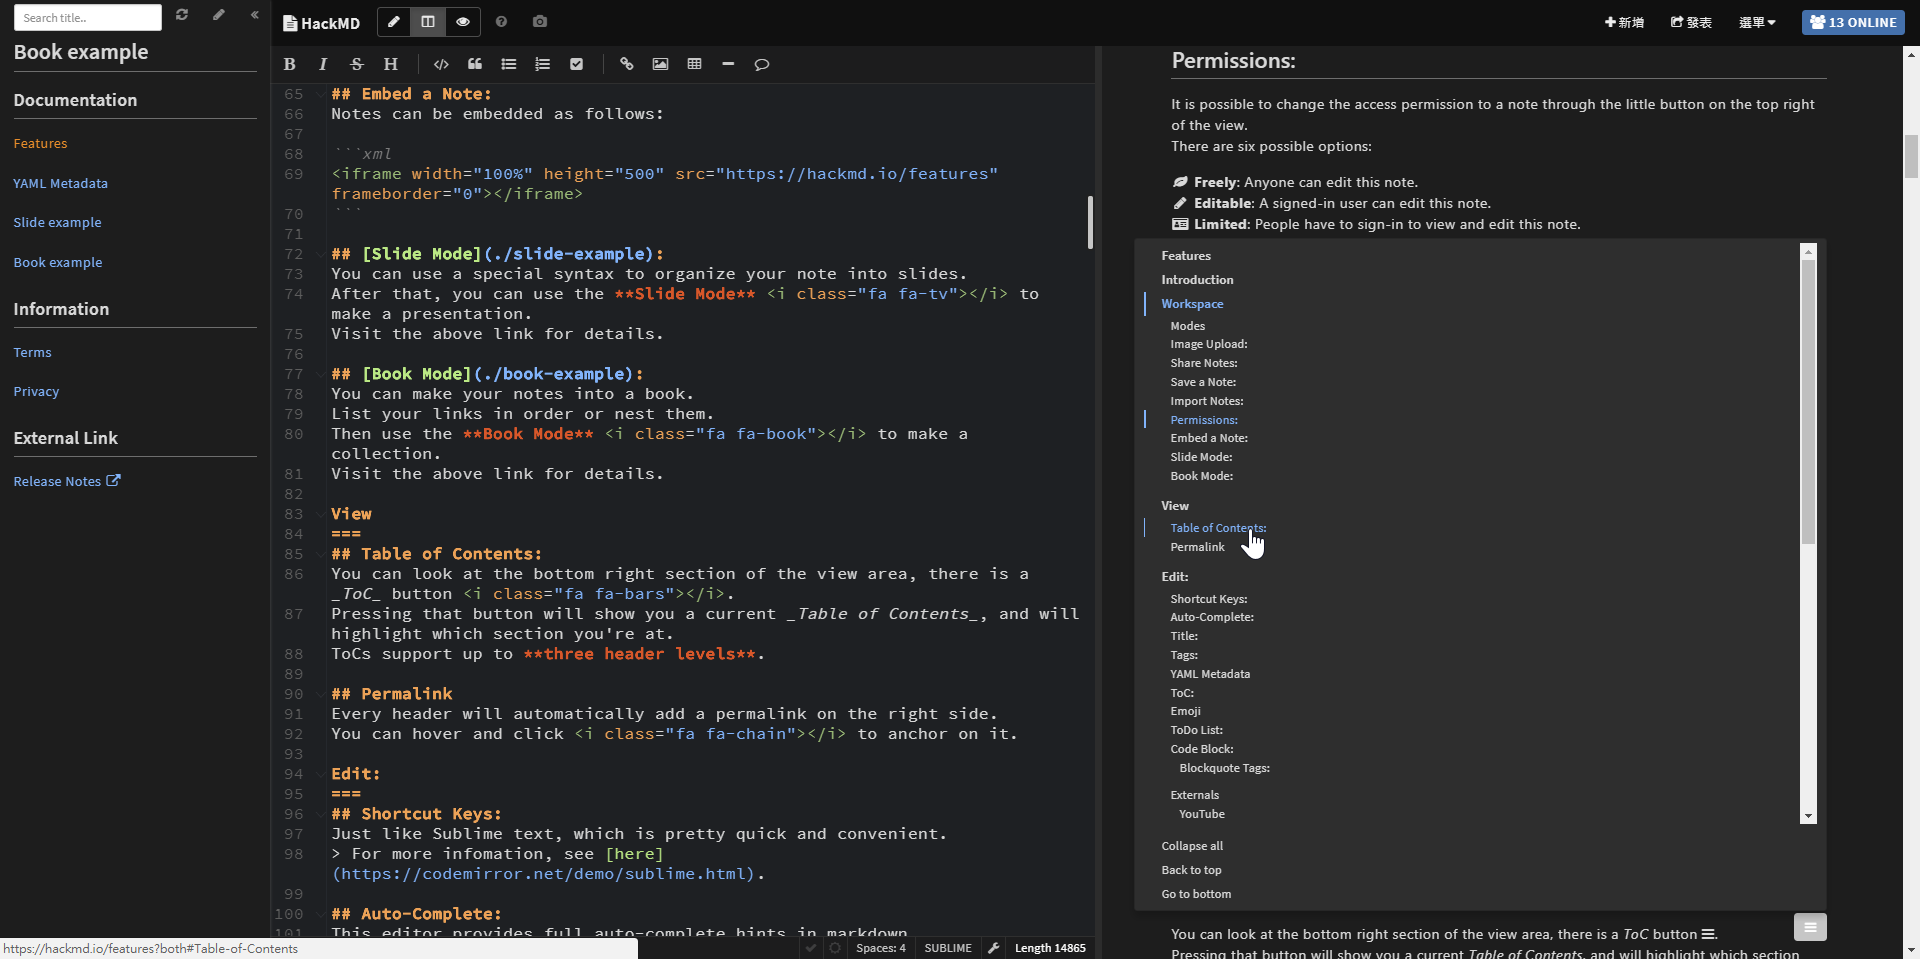 Search title..
Book example
Documentation
Features
YAML Metadata
Slide example
Book example
Information
Terms
Privacy
External Link
Release Notes
HackMD
新增
發表
選單
13 ONLINE
B I S H
65 ## Embed a Note:
66 Notes can be embedded as follows:
67
68 ```xml
69 <iframe width="100%" height="500" src="https://hackmd.io/features"
frameborder="0"></iframe>
70 ```
71
72 ## [Slide Mode](./slide-example):
73 You can use a special syntax to organize your note into slides.
74 After that, you can use the **Slide Mode** <i class="fa fa-tv"></i> to
make a presentation.
75 Visit the above link for details.
76
77 ## [Book Mode](./book-example):
78 You can make your notes into a book.
79 List your links in order or nest them.
80 Then use the **Book Mode** <i class="fa fa-book"></i> to make a
collection.
81 Visit the above link for details.
82
83 View
84 ===
85 ## Table of Contents:
86 You can look at the bottom right section of the view area, there is a
_ToC_ button <i class="fa fa-bars"></i>.
87 Pressing that button will show you a current _Table of Contents_, and will
highlight which section you're at.
88 ToCs support up to **three header levels**.
89
90 ## Permalink
91 Every header will automatically add a permalink on the right side.
92 You can hover and click <i class="fa fa-chain"></i> to anchor on it.
93
94 Edit:
95 ===
96 ## Shortcut Keys:
97 Just like Sublime text, which is pretty quick and convenient.
98 > For more infomation, see [here]
(https://codemirror.net/demo/sublime.html).
99
100 ## Auto-Complete:
101 This editor provides full auto-complete hints in markdown.
https://hackmd.io/features?both#Table-of-Contents
Spaces: 4
SUBLIME
Length 14865
Permissions:
It is possible to change the access permission to a note through the little button on the top right
of the view.
There are six possible options:
Freely: Anyone can edit this note.
Editable: A signed-in user can edit this note.
Limited: People have to sign-in to view and edit this note.
Features
Introduction
Workspace
Modes
Image Upload:
Share Notes:
Save a Note:
Import Notes:
Permissions:
Embed a Note:
Slide Mode:
Book Mode:
View
Table of Contents:
Permalink
Edit:
Shortcut Keys:
Auto-Complete:
Title:
Tags:
YAML Metadata
ToC:
Emoji
ToDo List:
Code Block:
Blockquote Tags:
Externals
YouTube
Collapse all
Back to top
Go to bottom
You can look at the bottom right section of the view area, there is a ToC button .
Pressing that button will show you a current Table of Contents, and will highlight which section